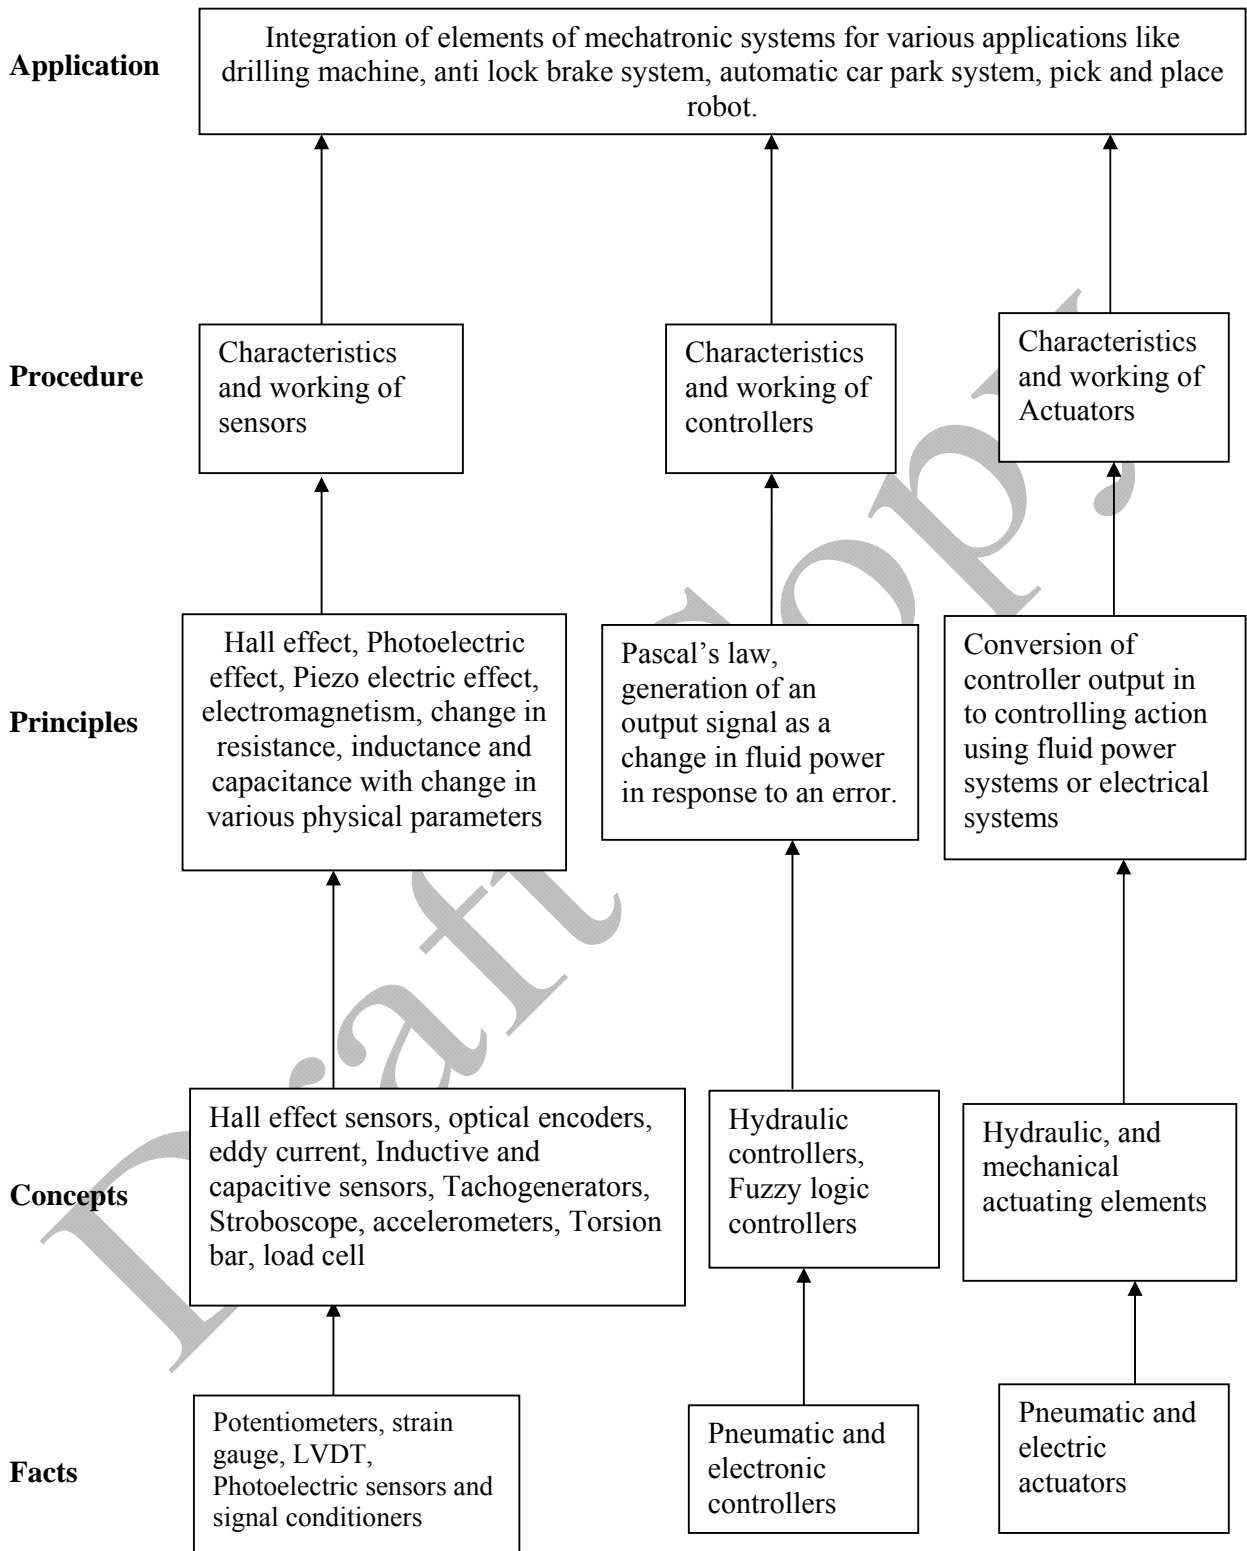 Application
Integration of elements of mechatronic systems for various applications like
drilling machine, anti lock brake system, automatic car park system, pick and place
robot.
Procedure
Characteristics
and working of
sensors
Characteristics
and working of
controllers
Characteristics
and working of
Actuators
Principles
Hall effect, Photoelectric
effect, Piezo electric effect,
electromagnetism, change in
resistance, inductance and
capacitance with change in
various physical parameters
Pascal’s law,
generation of an
output signal as a
change in fluid power
in response to an error.
Conversion of
controller output in
to controlling action
using fluid power
systems or electrical
systems
Concepts
Hall effect sensors, optical encoders,
eddy current, Inductive and
capacitive sensors, Tachogenerators,
Stroboscope, accelerometers, Torsion
bar, load cell
Hydraulic
controllers,
Fuzzy logic
controllers
Hydraulic, and
mechanical
actuating elements
Facts
Potentiometers, strain
gauge, LVDT,
Photoelectric sensors and
signal conditioners
Pneumatic and
electronic
controllers
Pneumatic and
electric
actuators
Draft Copy